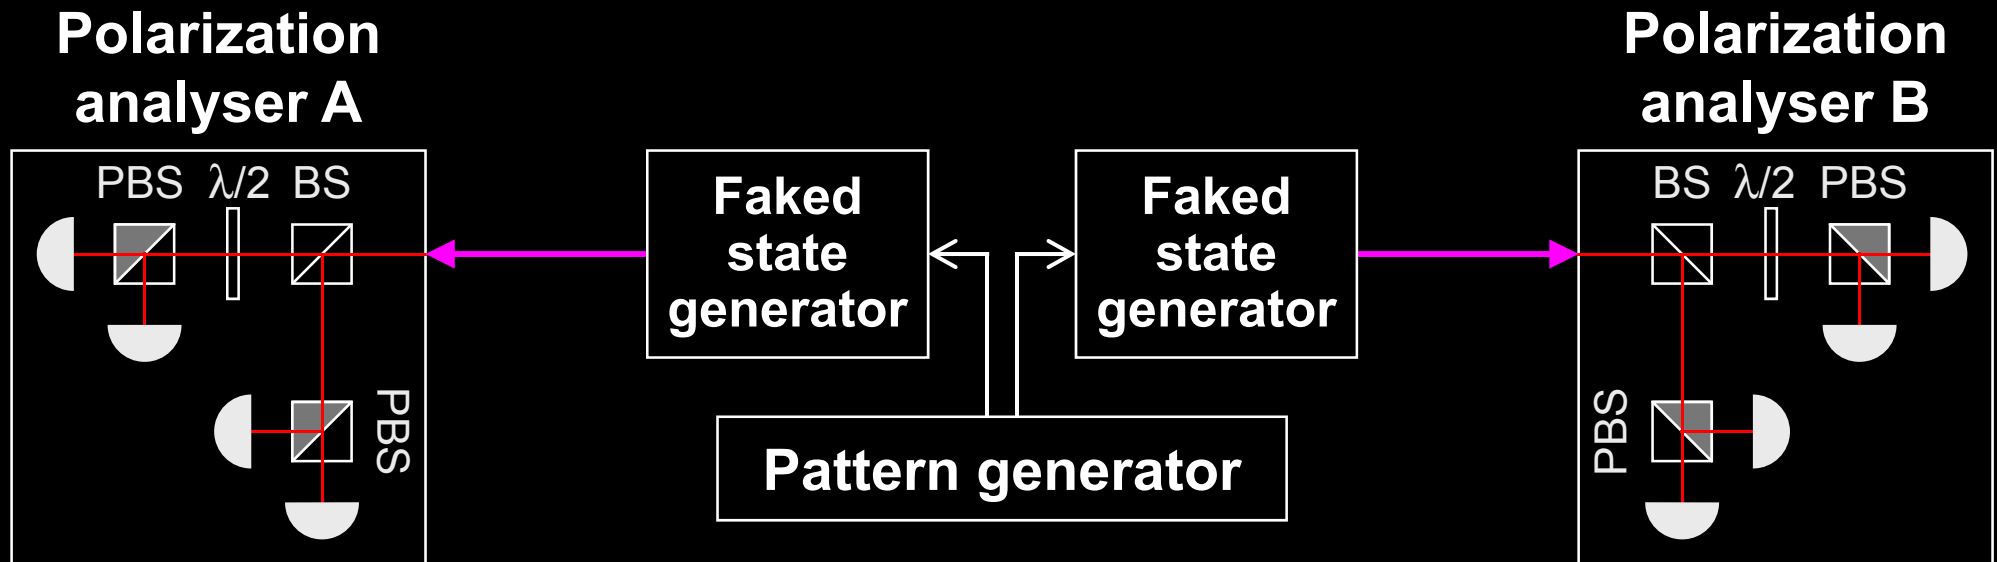 Polarization
analyser A
Polarization
analyser B
PBS λ/2 BS
PBS
Faked
state
generator
Faked
state
generator
BS λ/2 PBS
PBS
Pattern generator